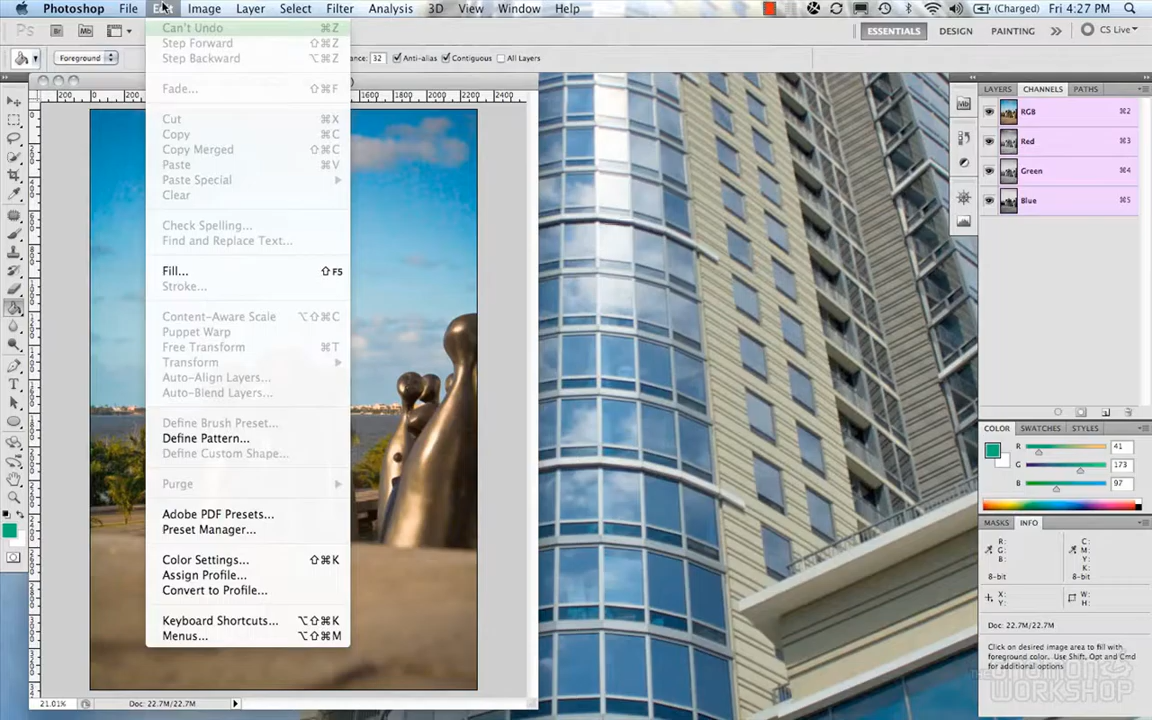 Photoshop File Edit Image Layer Select Filter Analysis 3D View Window Help (Charged) Fri 4:27 PM
Ps Br Mb ESSENTIALS DESIGN PAINTING CS Live
Foreground 32 Anti-alias Contiguous All Layers
Can't Undo ⌘Z
Step Forward ⇧⌘Z
Step Backward ⌥⌘Z
Fade... ⇧⌘F
Cut ⌘X
Copy ⌘C
Copy Merged ⇧⌘C
Paste ⌘V
Paste Special
Clear
Check Spelling...
Find and Replace Text...
Fill... ⇧F5
Stroke...
Content-Aware Scale ⌥⇧⌘C
Puppet Warp
Free Transform ⌘T
Transform
Auto-Align Layers...
Auto-Blend Layers...
Define Brush Preset...
Define Pattern...
Define Custom Shape...
Purge
Adobe PDF Presets...
Preset Manager...
Color Settings... ⇧⌘K
Assign Profile...
Convert to Profile...
Keyboard Shortcuts... ⌥⇧⌘K
Menus... ⌥⇧⌘M
200 0 200 1600 1800 2000 2200 2400
21.01% Doc: 22.7M/22.7M
LAYERS CHANNELS PATHS
RGB ⌘2
Red ⌘3
Green ⌘4
Blue ⌘5
COLOR SWATCHES STYLES
R 41
G 173
B 97
MASKS INFO
R: C:
G: M:
B: Y:
K:
8-bit 8-bit
X: W:
Y: H:
Doc: 22.7M/22.7M
Click on desired image area to fill with
foreground color. Use Shift, Opt and Cmd
for additional options.
WORKSHOP